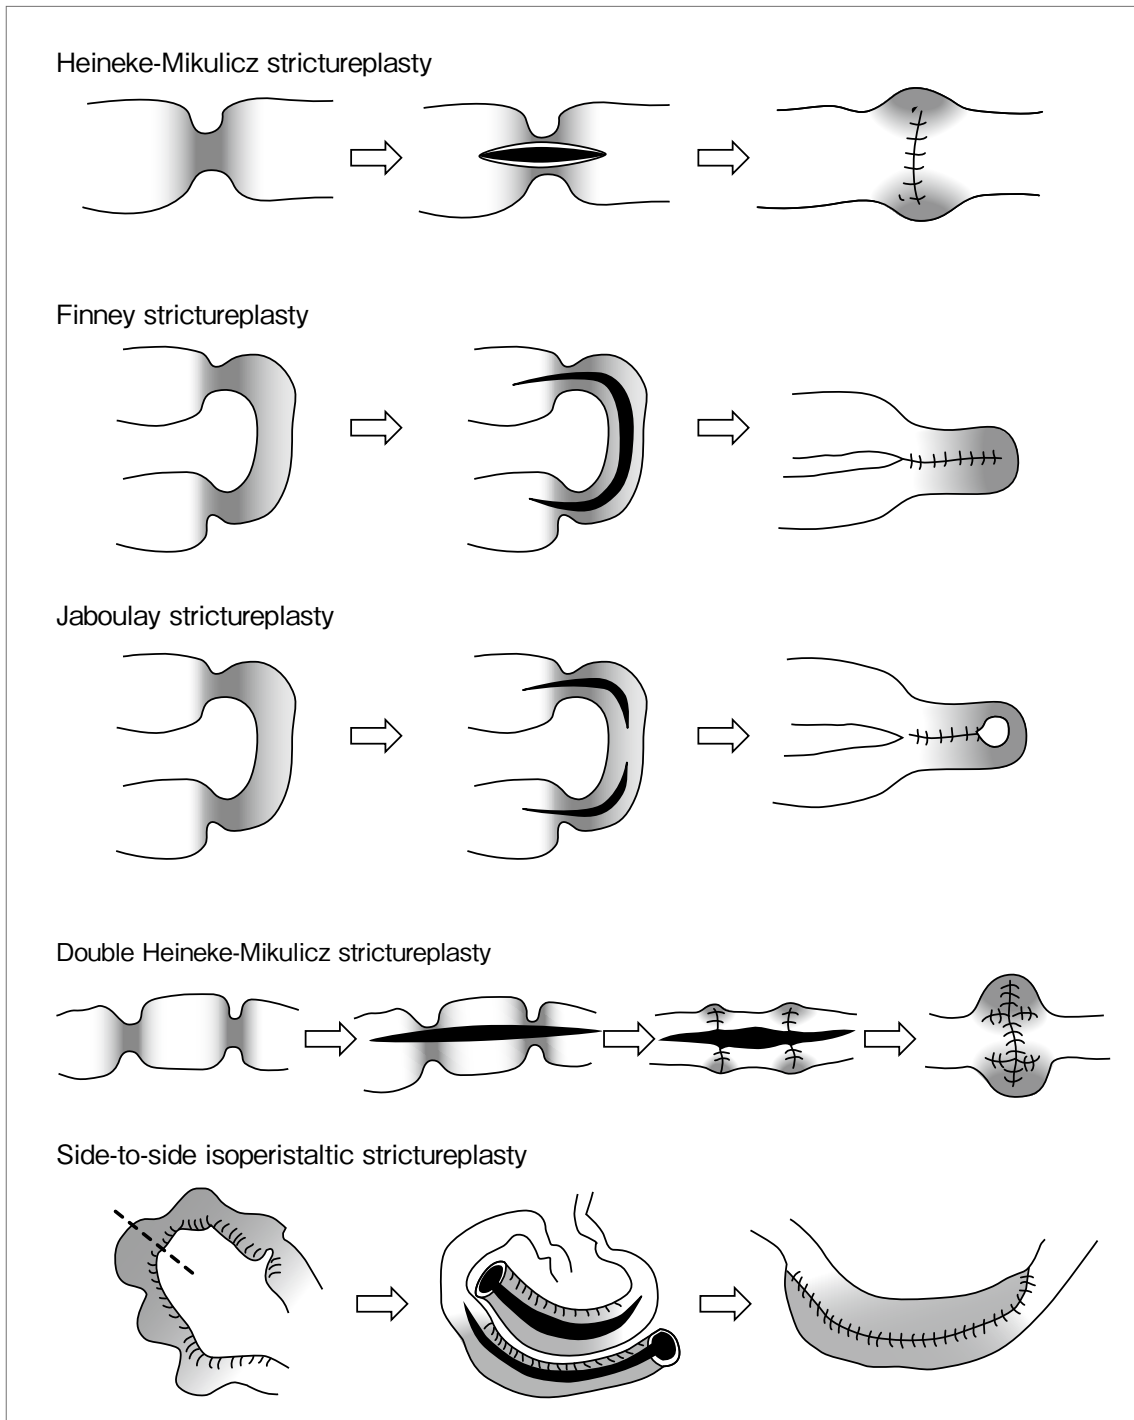 Heineke-Mikulicz strictureplasty
Finney strictureplasty
Jaboulay strictureplasty
Double Heineke-Mikulicz strictureplasty
Side-to-side isoperistaltic strictureplasty